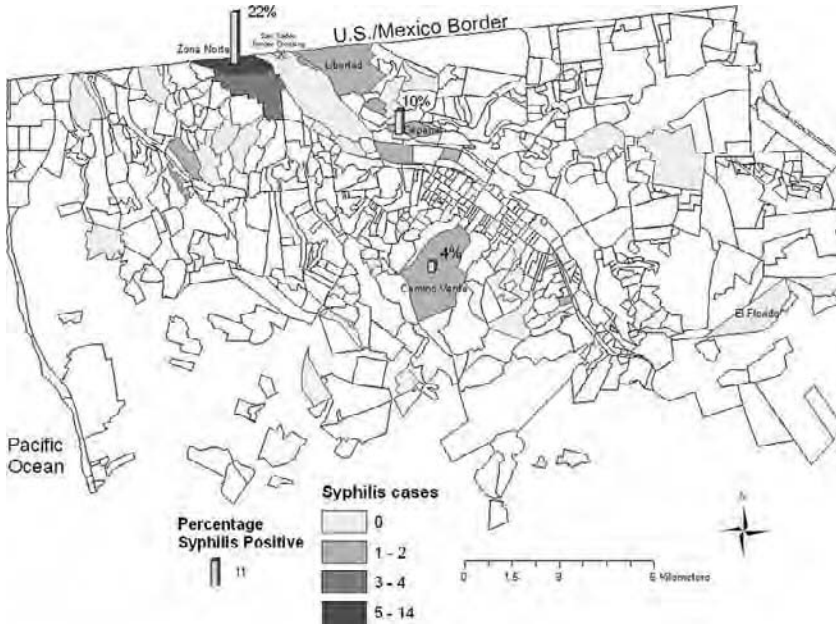 22%
U.S./Mexico Border
Zona Norte
San Ysidro
Border Crossing
Libertad
10%
4%
Camino Verde
El Florido
Pacific
Ocean
Percentage
Syphilis Positive
11
Syphilis cases
0
1 - 2
3 - 4
5 - 14
N
0 1.5 3 6 Kilometers